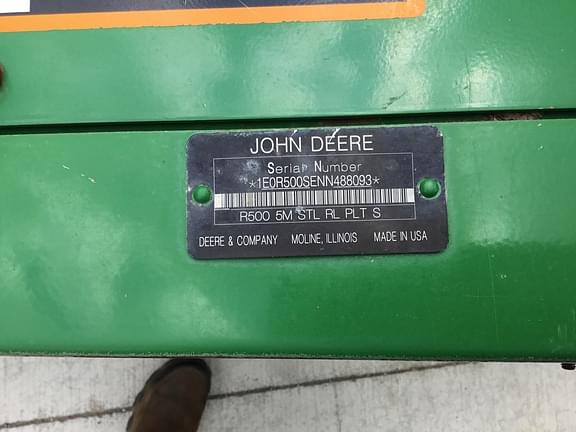 JOHN DEERE
Serial Number
*1E0R500SENN488093*
R500 5M STL RL PLT S
DEERE & COMPANY MOLINE, ILLINOIS MADE IN USA